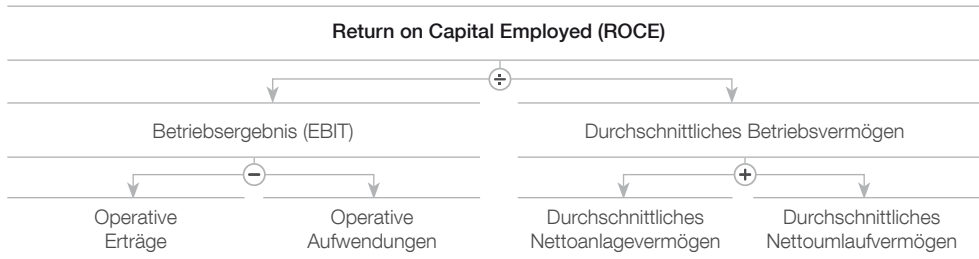 Return on Capital Employed (ROCE)
÷
Betriebsergebnis (EBIT)
Durchschnittliches Betriebsvermögen
−
+
Operative
Erträge
Operative
Aufwendungen
Durchschnittliches
Nettoanlagevermögen
Durchschnittliches
Nettoumlaufvermögen